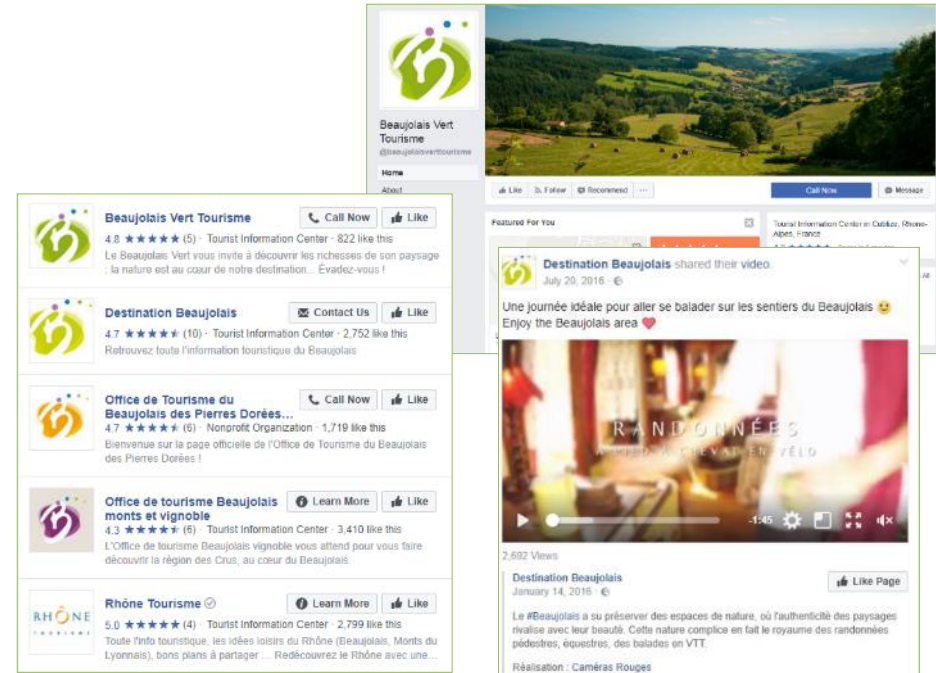 Beaujolais Vert
Tourisme
@beaujolaisverttourisme
Home
About
Like Follow Recommend ...
Call Now
Message
Featured For You
Tourist Information Center in Cublize, Rhone-
Alpes, France
Beaujolais Vert Tourisme
Call Now Like
4.8 ★★★★★ (5) · Tourist Information Center · 822 like this
Le Beaujolais Vert vous invite à découvrir les richesses de son paysage
: la nature est au cœur de notre destination... Évadez-vous !
Destination Beaujolais
Contact Us Like
4.7 ★★★★★ (10) · Tourist Information Center · 2,752 like this
Retrouvez toute l'information touristique du Beaujolais
Office de Tourisme du
Beaujolais des Pierres Dorées...
Call Now Like
4.7 ★★★★★ (6) · Nonprofit Organization · 1,719 like this
Bienvenue sur la page officielle de l'Office de Tourisme du Beaujolais
des Pierres Dorées !
Office de tourisme Beaujolais
monts et vignoble
Learn More Like
4.3 ★★★★★ (6) · Tourist Information Center · 3,410 like this
L'Office de tourisme Beaujolais vignoble vous attend pour vous faire
découvrir la région des Crus, au cœur du Beaujolais.
RHÔNE
TOURISME
Rhône Tourisme
Learn More Like
5.0 ★★★★★ (4) · Tourist Information Center · 2,799 like this
Toute l'info touristique, les idées loisirs du Rhône (Beaujolais, Monts du
Lyonnais), bons plans à partager ... Redécouvrez le Rhône avec une...
Destination Beaujolais shared their video.
July 20, 2016 ·
Une journée idéale pour aller se balader sur les sentiers du Beaujolais 😉
Enjoy the Beaujolais area ❤
RANDONNÉES
À PIED À CHEVAL EN VÉLO
-1:45
2,692 Views
Destination Beaujolais
January 14, 2016 ·
Like Page
Le #Beaujolais a su préserver des espaces de nature, où l'authenticité des paysages
rivalise avec leur beauté. Cette nature complice en fait le royaume des randonnées
pédestres, équestres, des balades en VTT.
Réalisation : Caméras Rouges